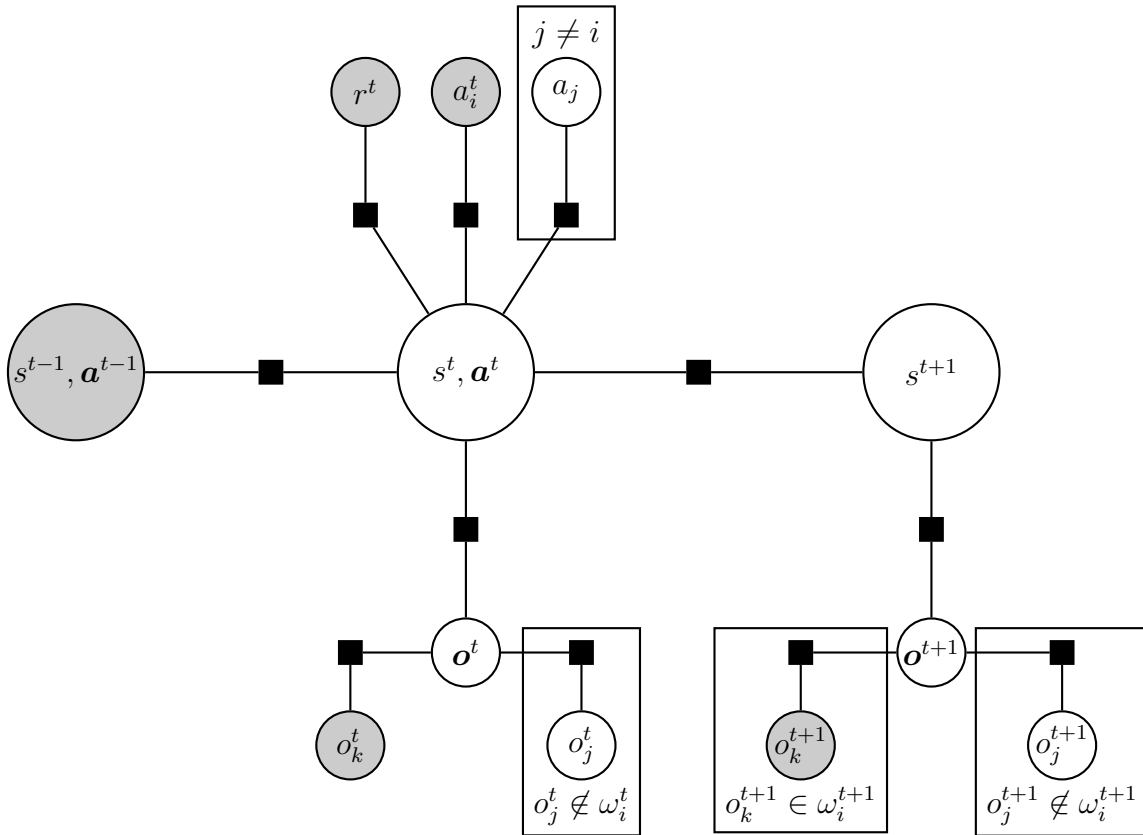 j ≠ i
r^t
a_i^t
a_j
s^{t−1}, a^{t−1}
s^t, a^t
s^{t+1}
o^t
o^{t+1}
o_k^t
o_j^t
o_k^{t+1}
o_j^{t+1}
o_j^t ∉ ω_i^t
o_k^{t+1} ∈ ω_i^{t+1}
o_j^{t+1} ∉ ω_i^{t+1}